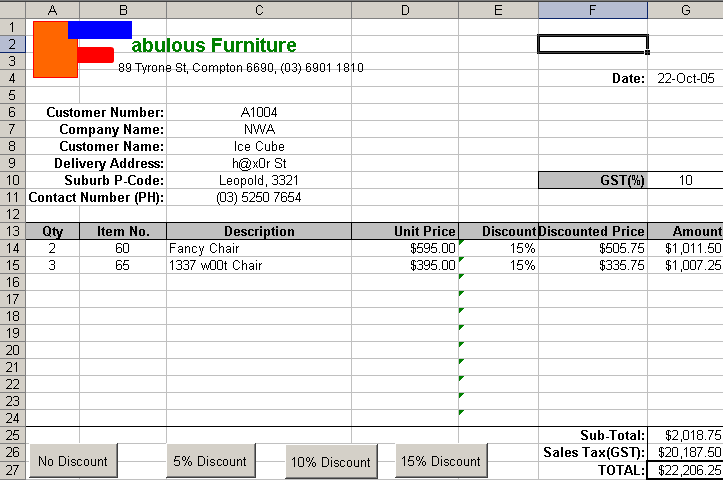 A B C D E F G
1
2 abulous Furniture
3 89 Tyrone St, Compton 6690, (03) 6901 1810
4 Date: 22-Oct-05
5
6 Customer Number: A1004
7 Company Name: NWA
8 Customer Name: Ice Cube
9 Delivery Address: h@x0r St
10 Suburb P-Code: Leopold, 3321 GST(%) 10
11 Contact Number (PH): (03) 5250 7654
12
13 Qty Item No. Description Unit Price Discount Discounted Price Amount
14 2 60 Fancy Chair $595.00 15% $505.75 $1,011.50
15 3 65 1337 w00t Chair $395.00 15% $335.75 $1,007.25
16
17
18
19
20
21
22
23
24
25 Sub-Total: $2,018.75
26 Sales Tax(GST): $20,187.50
27 TOTAL: $22,206.25
No Discount 5% Discount 10% Discount 15% Discount